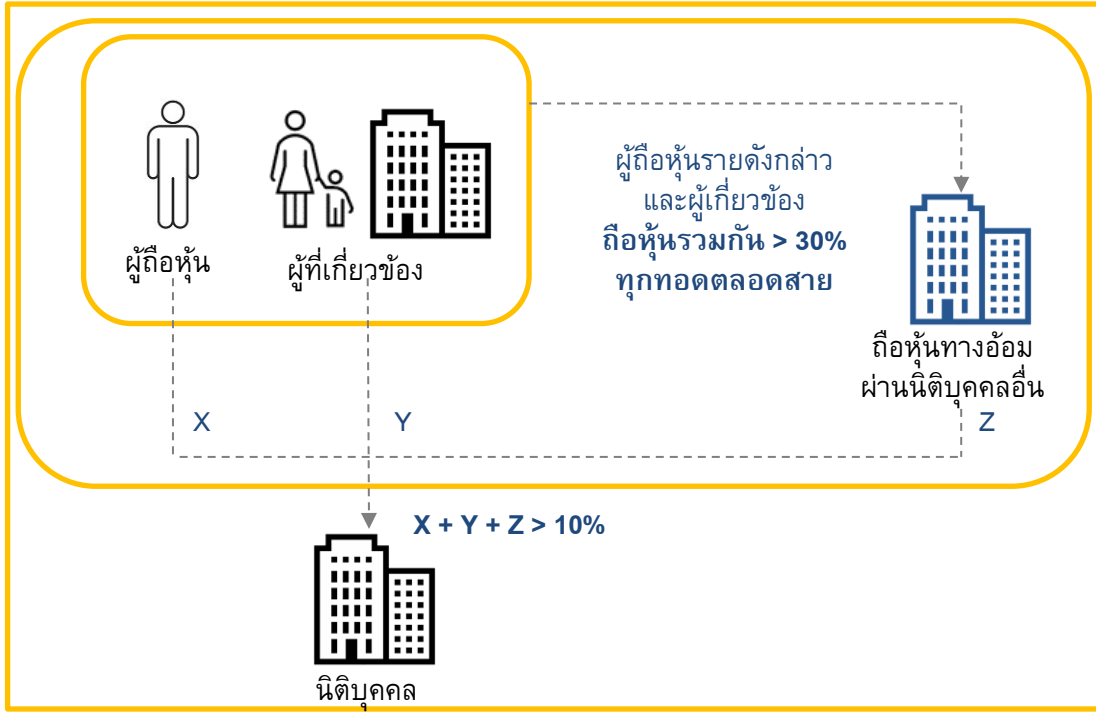 ผู้ถือหุ้น
ผู้ที่เกี่ยวข้อง
ผู้ถือหุ้นรายดังกล่าว
และผู้เกี่ยวข้อง
ถือหุ้นรวมกัน > 30%
ทุกทอดตลอดสาย
ถือหุ้นทางอ้อม
ผ่านนิติบุคคลอื่น
X
Y
Z
X + Y + Z > 10%
นิติบุคคล